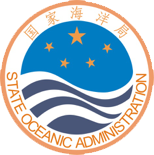 国家海洋局
STATE OCEANIC ADMINISTRATION